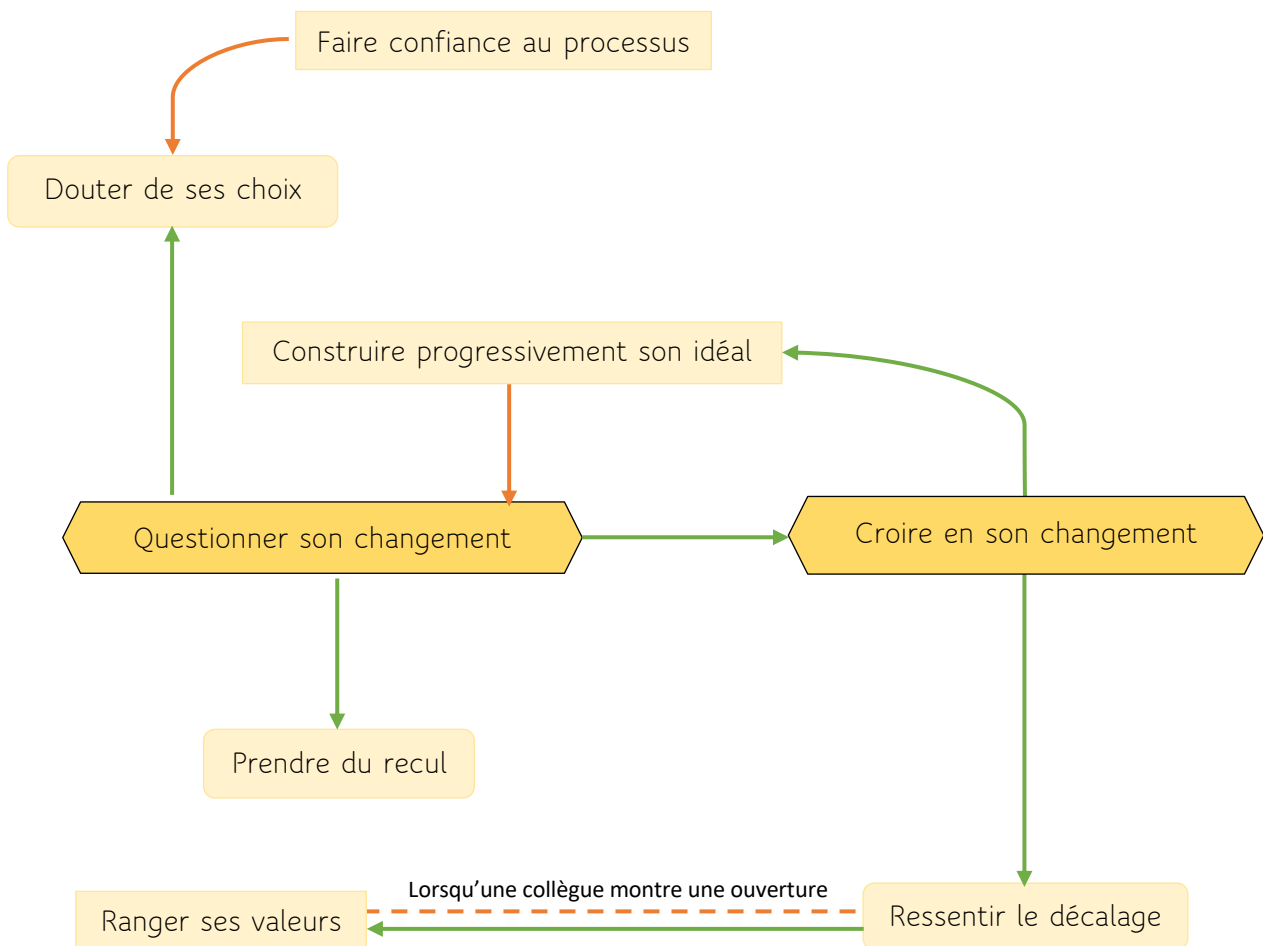 Faire confiance au processus
Douter de ses choix
Construire progressivement son idéal
Questionner son changement
Croire en son changement
Prendre du recul
Lorsqu'une collègue montre une ouverture
Ranger ses valeurs
Ressentir le décalage